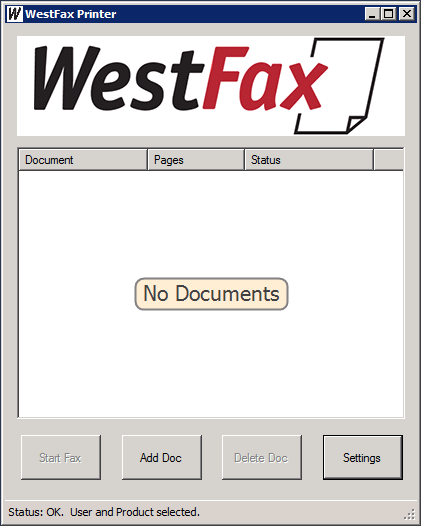 WestFax Printer
WestFax
Document Pages Status
No Documents
Start Fax Add Doc Delete Doc Settings
Status: OK. User and Product selected.